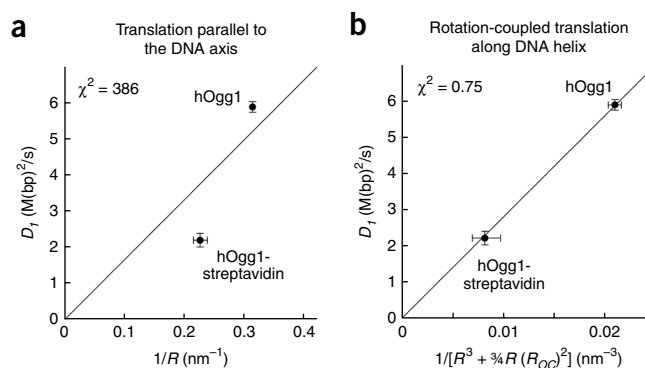 a
Translation parallel to
the DNA axis
χ² = 386
hOgg1
hOgg1-
streptavidin
D₁ (M(bp)²/s)
6
5
4
3
2
1
0
0 0.1 0.2 0.3 0.4
1/R (nm⁻¹)
b
Rotation-coupled translation
along DNA helix
χ² = 0.75
hOgg1
hOgg1-
streptavidin
D₁ (M(bp)²/s)
6
5
4
3
2
1
0
0 0.01 0.02
1/[R³ + ¾R (R_OC)²] (nm⁻³)